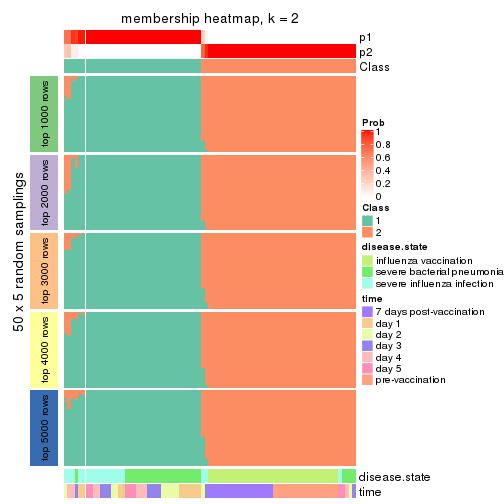 membership heatmap, k = 2
p1
p2
Class
50 x 5 random samplings
top 1000 rows
top 2000 rows
top 3000 rows
top 4000 rows
top 5000 rows
disease.state
time
Prob
1
0.8
0.6
0.4
0.2
0
Class
1
2
disease.state
influenza vaccination
severe bacterial pneumonia
severe influenza infection
time
7 days post-vaccination
day 1
day 2
day 3
day 4
day 5
pre-vaccination